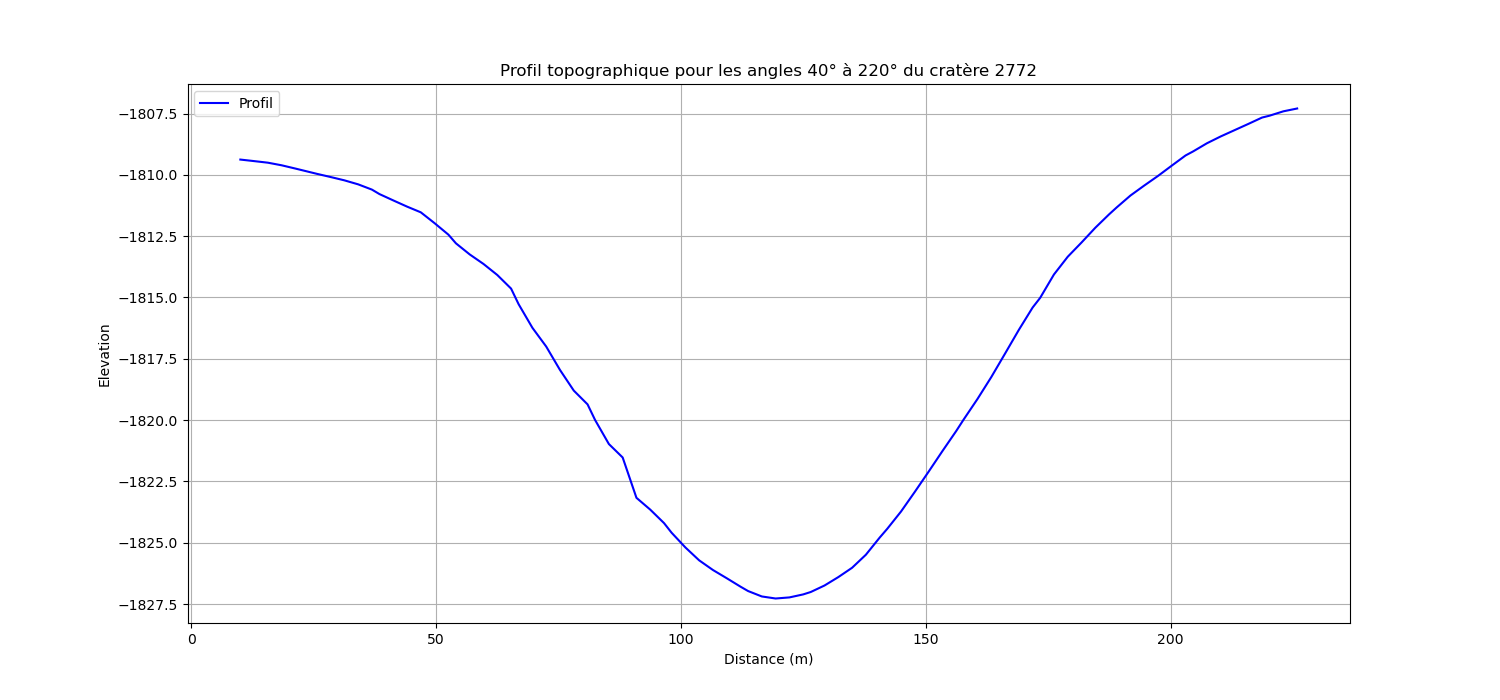 Profil topographique pour les angles 40° à 220° du cratère 2772
Profil
−1807.5
−1810.0
−1812.5
−1815.0
−1817.5
−1820.0
−1822.5
−1825.0
−1827.5
Elevation
0 50 100 150 200
Distance (m)